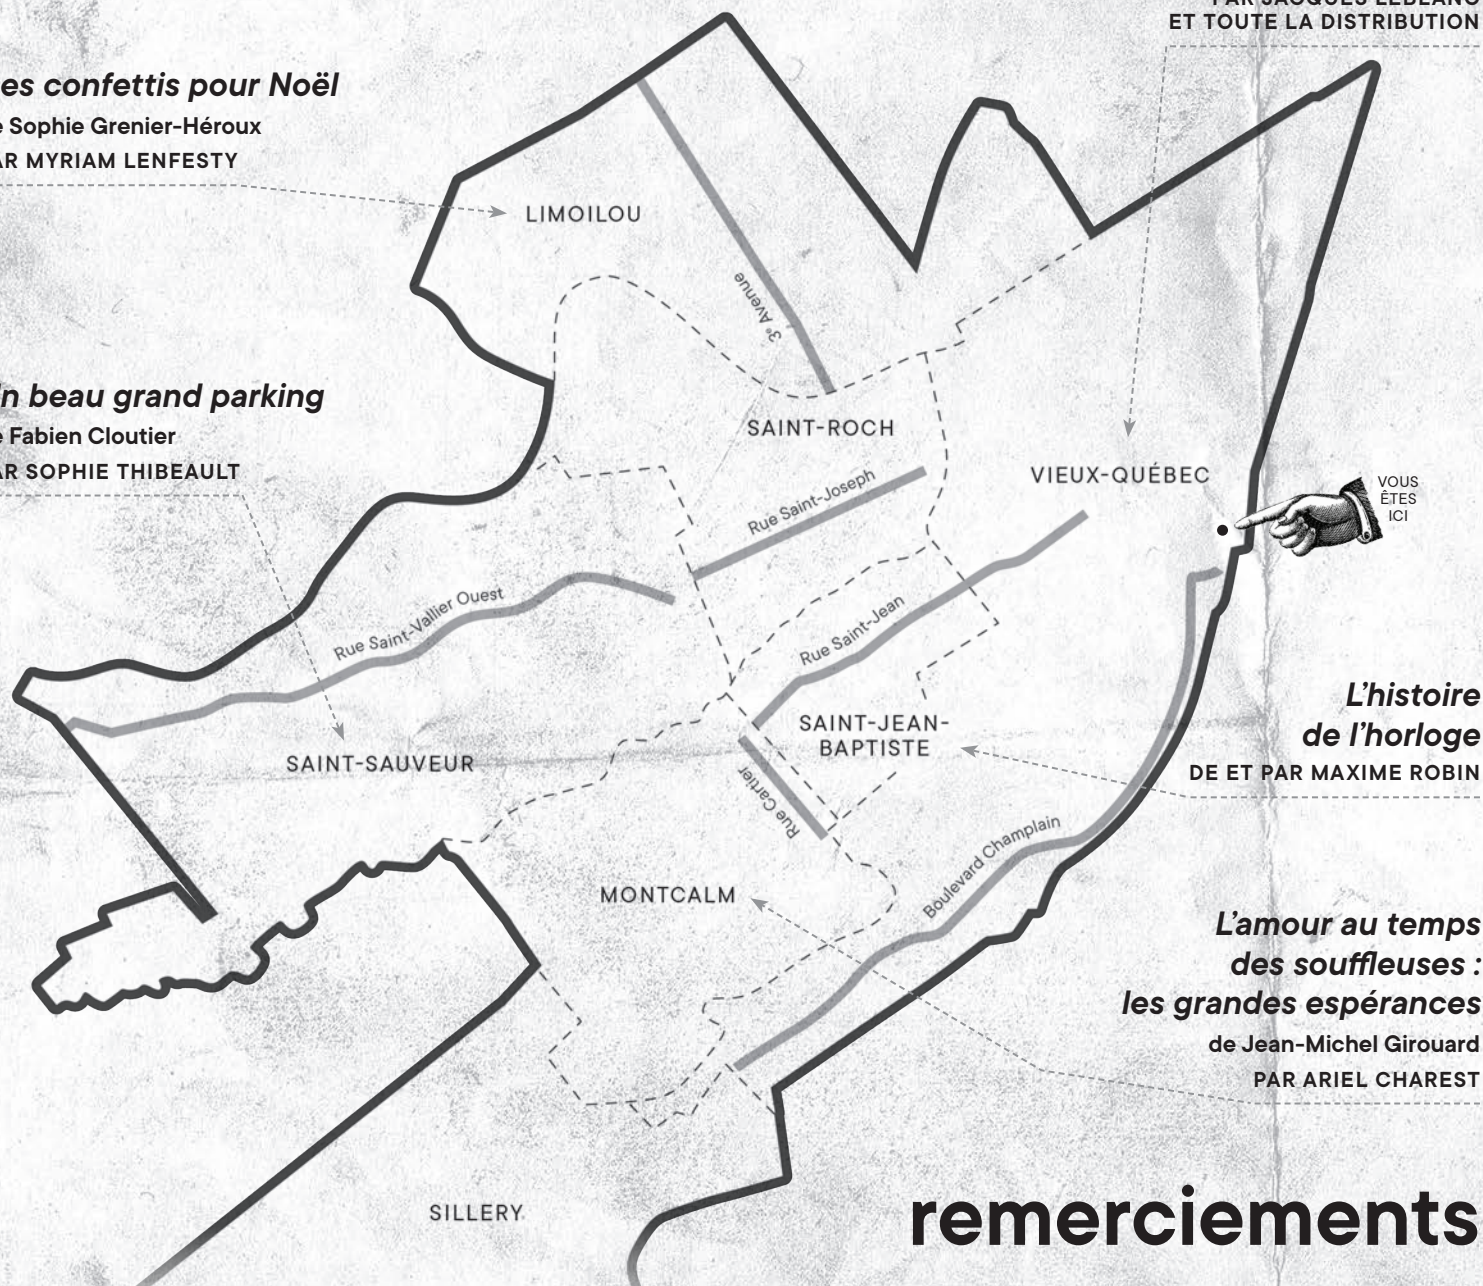 ET TOUTE LA DISTRIBUTION
es confettis pour Noël
e Sophie Grenier-Héroux
AR MYRIAM LENFESTY
LIMOILOU
3e Avenue
n beau grand parking
e Fabien Cloutier
AR SOPHIE THIBEAULT
SAINT-ROCH
VIEUX-QUÉBEC
VOUS
ÊTES
ICI
Rue Saint-Joseph
Rue Saint-Vallier Ouest
Rue Saint-Jean
SAINT-JEAN-
BAPTISTE
SAINT-SAUVEUR
Rue Cartier
L’histoire
de l’horloge
DE ET PAR MAXIME ROBIN
Boulevard Champlain
MONTCALM
L’amour au temps
des souffleuses :
les grandes espérances
de Jean-Michel Girouard
PAR ARIEL CHAREST
SILLERY
remerciements